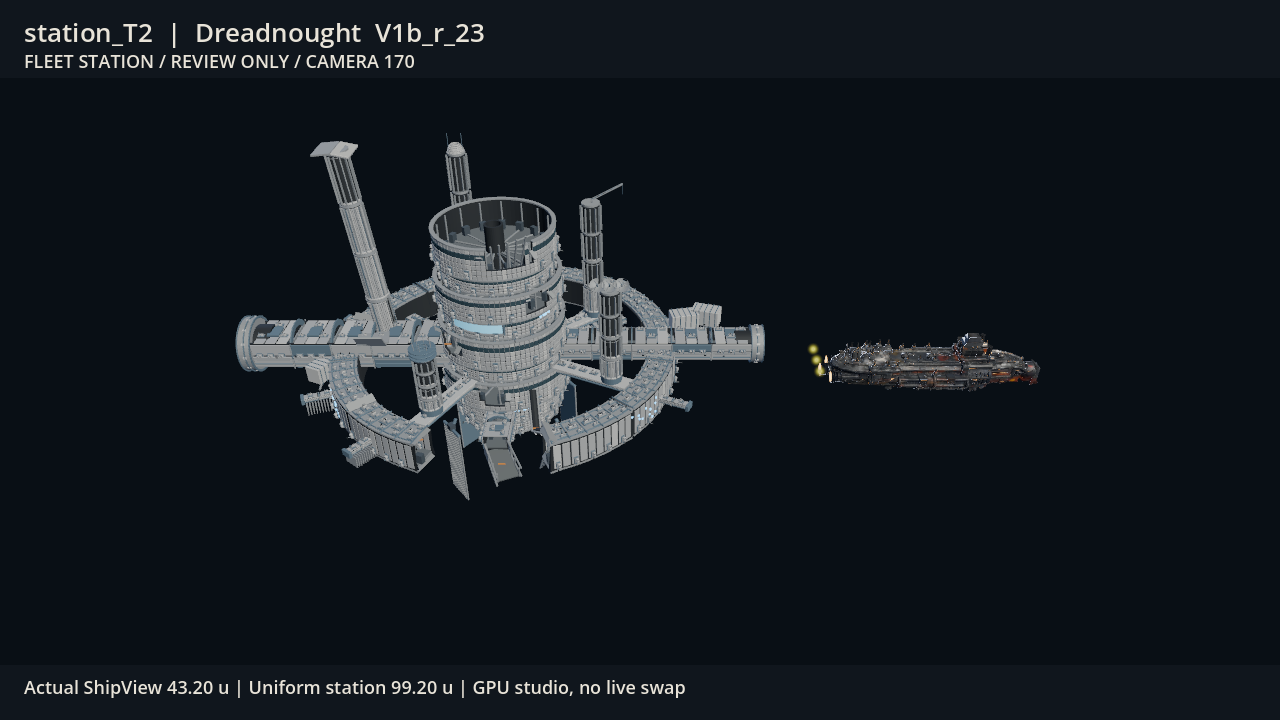 station_T2 | Dreadnought V1b_r_23
FLEET STATION / REVIEW ONLY / CAMERA 170
Actual ShipView 43.20 u | Uniform station 99.20 u | GPU studio, no live swap